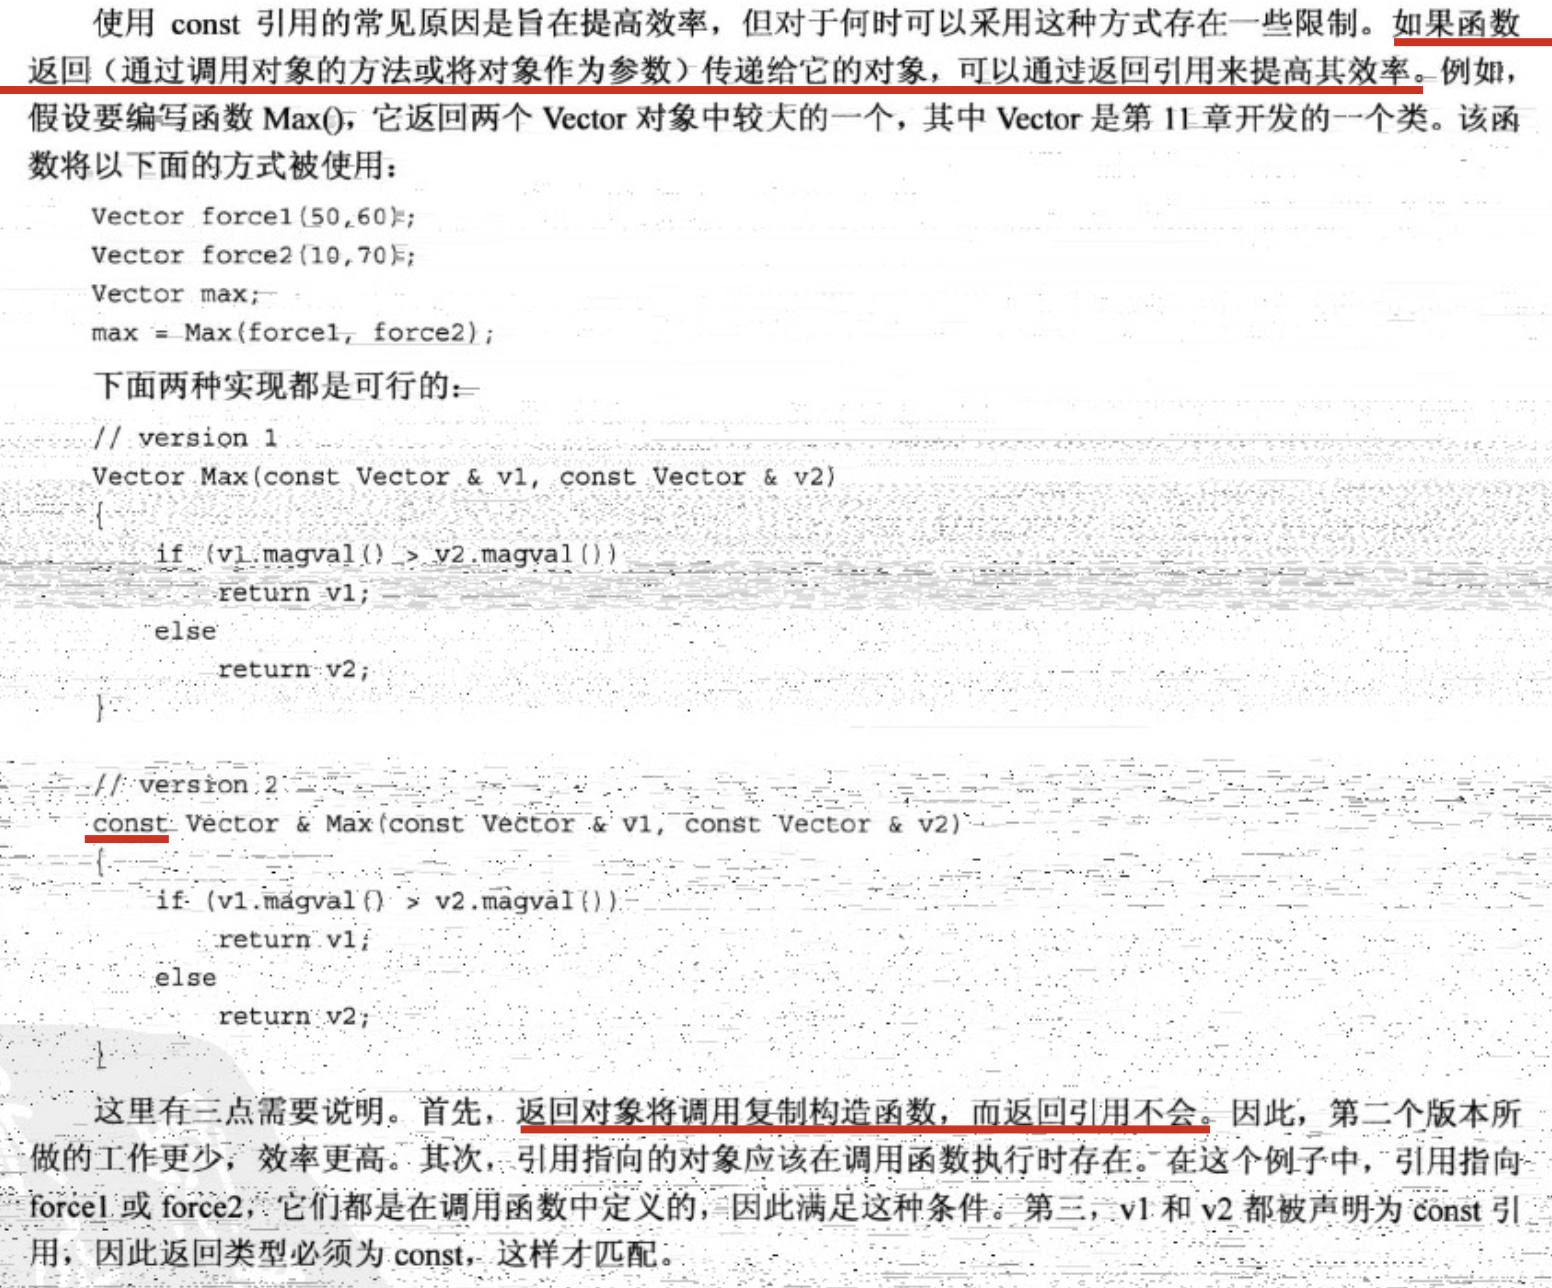 使用 const 引用的常见原因是旨在提高效率，但对于何时可以采用这种方式存在一些限制。如果函数
返回（通过调用对象的方法或将对象作为参数）传递给它的对象，可以通过返回引用来提高其效率。例如，
假设要编写函数 Max()，它返回两个 Vector 对象中较大的一个，其中 Vector 是第 11 章开发的一个类。该函
数将以下面的方式被使用：
Vector force1(50,60);
Vector force2(10,70);
Vector max;
max = Max(force1, force2);
下面两种实现都是可行的：
// version 1
Vector Max(const Vector & v1, const Vector & v2)
{
if (v1.magval() > v2.magval())
return v1;
else
return v2;
}
// version 2
const Vector & Max(const Vector & v1, const Vector & v2)
{
if (v1.magval() > v2.magval())
return v1;
else
return v2;
}
这里有三点需要说明。首先，返回对象将调用复制构造函数，而返回引用不会。因此，第二个版本所
做的工作更少，效率更高。其次，引用指向的对象应该在调用函数执行时存在。在这个例子中，引用指向
force1 或 force2，它们都是在调用函数中定义的，因此满足这种条件。第三，v1 和 v2 都被声明为 const 引
用，因此返回类型必须为 const，这样才匹配。